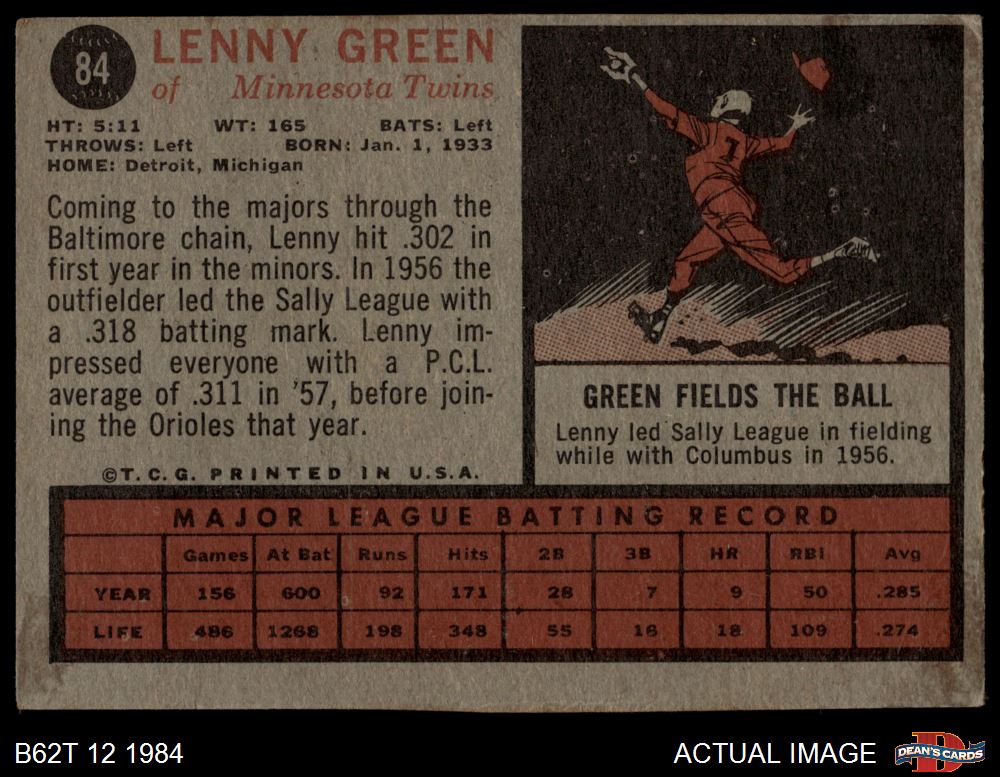 84
LENNY GREEN
of Minnesota Twins
HT: 5:11 WT: 165 BATS: Left
THROWS: Left BORN: Jan. 1, 1933
HOME: Detroit, Michigan
Coming to the majors through the
Baltimore chain, Lenny hit .302 in
first year in the minors. In 1956 the
outfielder led the Sally League with
a .318 batting mark. Lenny im-
pressed everyone with a P.C.L.
average of .311 in '57, before join-
ing the Orioles that year.
©T.C.G. PRINTED IN U.S.A.
7
GREEN FIELDS THE BALL
Lenny led Sally League in fielding
while with Columbus in 1956.
MAJOR LEAGUE BATTING RECORD
Games At Bat Runs Hits 2B 3B HR RBI Avg
YEAR 156 600 92 171 28 7 9 50 .285
LIFE 486 1268 198 348 55 16 18 109 .274
B62T 12 1984
ACTUAL IMAGE
D
DEAN'S CARDS